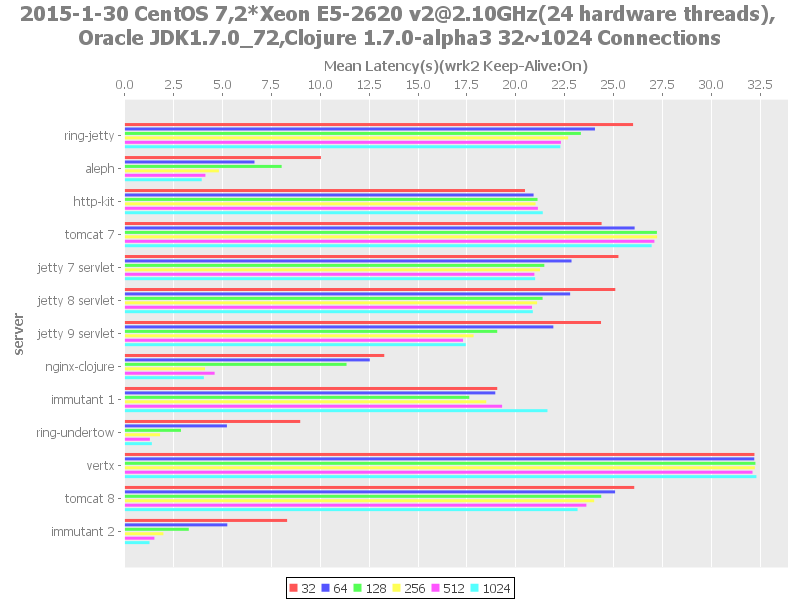 2015-1-30 CentOS 7,2*Xeon E5-2620 v2@2.10GHz(24 hardware threads),
Oracle JDK1.7.0_72,Clojure 1.7.0-alpha3 32~1024 Connections
Mean Latency(s)(wrk2 Keep-Alive:On)
0.0 2.5 5.0 7.5 10.0 12.5 15.0 17.5 20.0 22.5 25.0 27.5 30.0 32.5
server
ring-jetty
aleph
http-kit
tomcat 7
jetty 7 servlet
jetty 8 servlet
jetty 9 servlet
nginx-clojure
immutant 1
ring-undertow
vertx
tomcat 8
immutant 2
32 64 128 256 512 1024